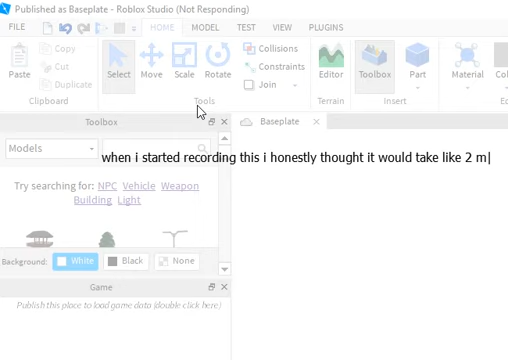 Published as Baseplate - Roblox Studio (Not Responding)
FILE HOME MODEL TEST VIEW PLUGINS
Paste
Copy
Cut
Duplicate
Clipboard
Select Move Scale Rotate
Collisions
Constraints
Join
Tools
Editor
Terrain
Toolbox Part
Insert
Material
Toolbox
Baseplate
Models
when i started recording this i honestly thought it would take like 2 m
Try searching for: NPC Vehicle Weapon
Building Light
Background: White Black None
Game
Publish this place to load game data (double click here)